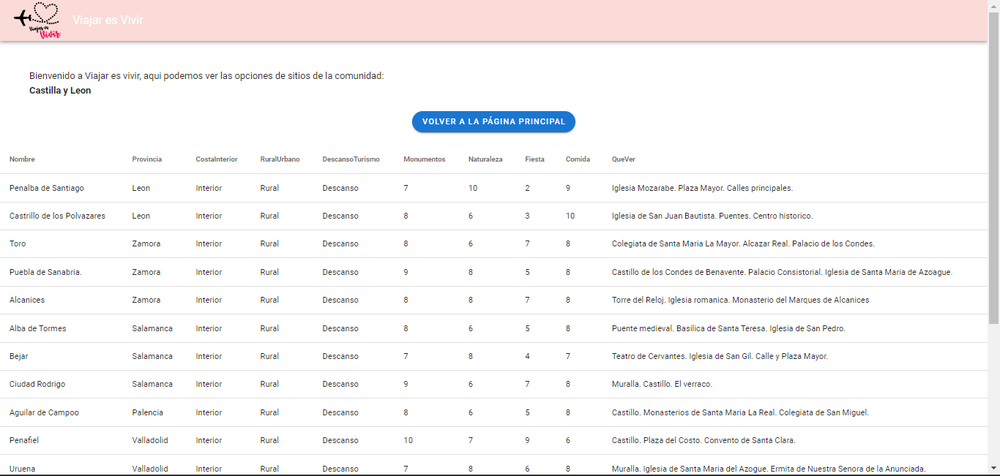 Viajar es
Vivir
Viajar es Vivir
Bienvenido a Viajar es vivir, aqui podemos ver las opciones de sitios de la comunidad:
Castilla y Leon
VOLVER A LA PÁGINA PRINCIPAL
Nombre Provincia CostaInterior RuralUrbano DescansoTurismo Monumentos Naturaleza Fiesta Comida QueVer
Penalba de Santiago Leon Interior Rural Descanso 7 10 2 9 Iglesia Mozarabe. Plaza Mayor. Calles principales.
Castrillo de los Polvazares Leon Interior Rural Descanso 8 6 3 10 Iglesia de San Juan Bautista. Puentes. Centro historico.
Toro Zamora Interior Rural Descanso 8 6 7 8 Colegiata de Santa Maria La Mayor. Alcazar Real. Palacio de los Condes.
Puebla de Sanabria. Zamora Interior Rural Descanso 9 8 5 8 Castillo de los Condes de Benavente. Palacio Consistorial. Iglesia de Santa Maria de Azoague.
Alcanices Zamora Interior Rural Descanso 8 8 7 8 Torre del Reloj. Iglesia romanica. Monasterio del Marques de Alcanices
Alba de Tormes Salamanca Interior Rural Descanso 8 6 5 8 Puente medieval. Basilica de Santa Teresa. Iglesia de San Pedro.
Bejar Salamanca Interior Rural Descanso 7 8 4 7 Teatro de Cervantes. Iglesia de San Gil. Calle y Plaza Mayor.
Ciudad Rodrigo Salamanca Interior Rural Descanso 9 6 7 8 Muralla. Castillo. El verraco.
Aguilar de Campoo Palencia Interior Rural Descanso 8 6 5 8 Castillo. Monasterios de Santa Maria La Real. Colegiata de San Miguel.
Penafiel Valladolid Interior Rural Descanso 10 7 9 6 Castillo. Plaza del Costo. Convento de Santa Clara.
Uruena Valladolid Interior Rural Descanso 7 8 6 8 Muralla. Iglesia de Santa Maria del Azogue. Ermita de Nuestra Senora de la Anunciada.